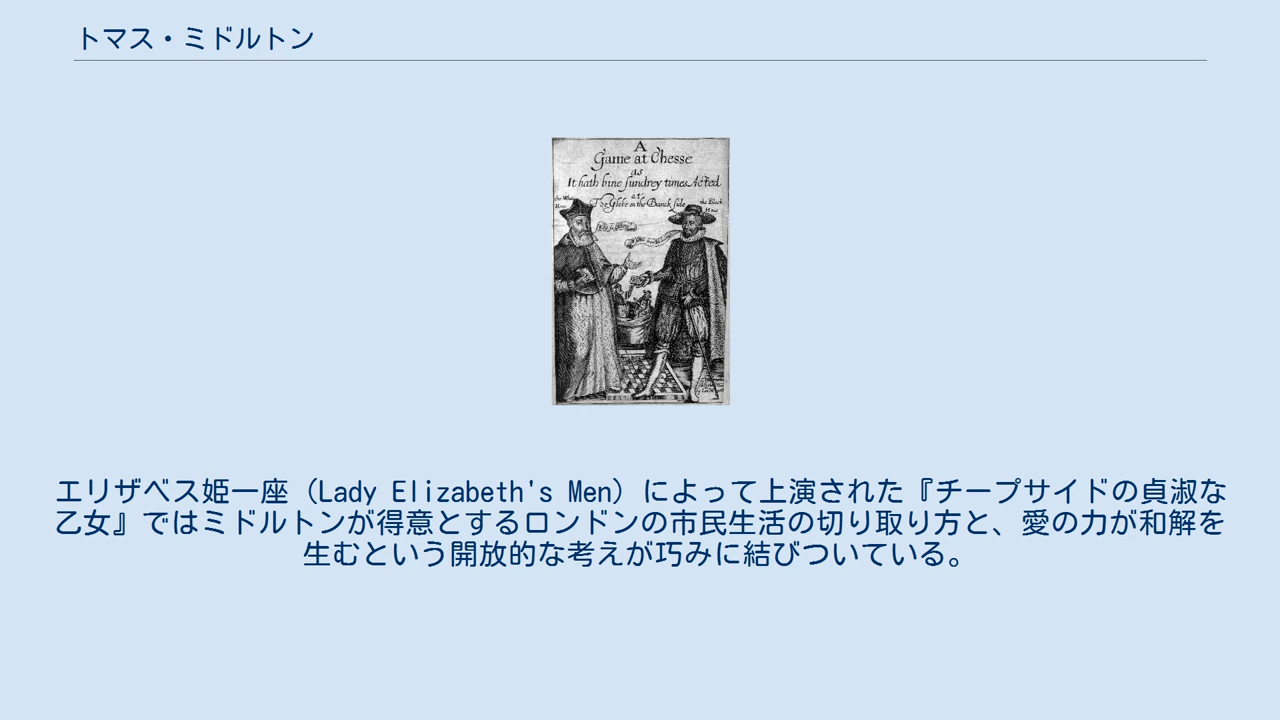 トマス・ミドルトン
A
Game at Chesse
as
It hath bine sundrey times Acted
at
The Globe on the Banck side
the White
the Black
エリザベス姫一座（Lady Elizabeth's Men）によって上演された『チープサイドの貞淑な
乙女』ではミドルトンが得意とするロンドンの市民生活の切り取り方と、愛の力が和解を
生むという開放的な考えが巧みに結びついている。